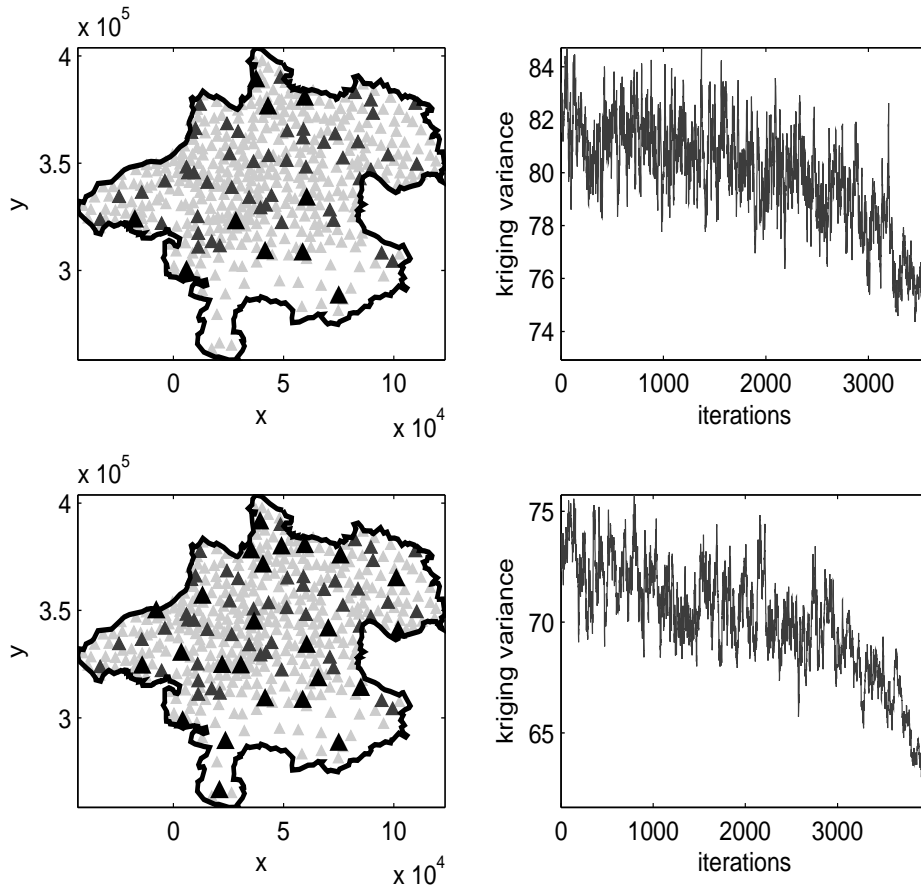 x 10^5
4
3.5
3
y
0 5 10
x
x 10^4
84
82
80
78
76
74
kriging variance
0 1000 2000 3000
iterations
x 10^5
4
3.5
3
y
0 5 10
x
x 10^4
75
70
65
kriging variance
0 1000 2000 3000
iterations